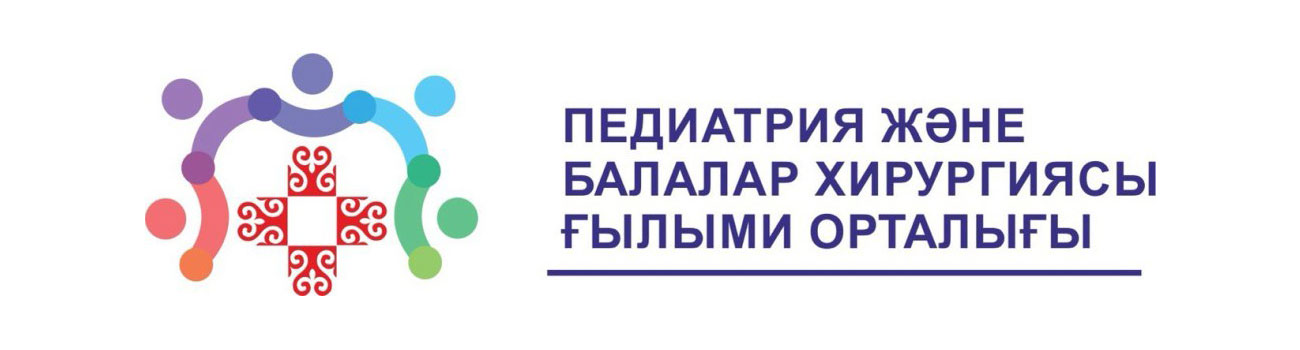 ПЕДИАТРИЯ ЖӘНЕ
БАЛАЛАР ХИРУРГИЯСЫ
ҒЫЛЫМИ ОРТАЛЫҒЫ